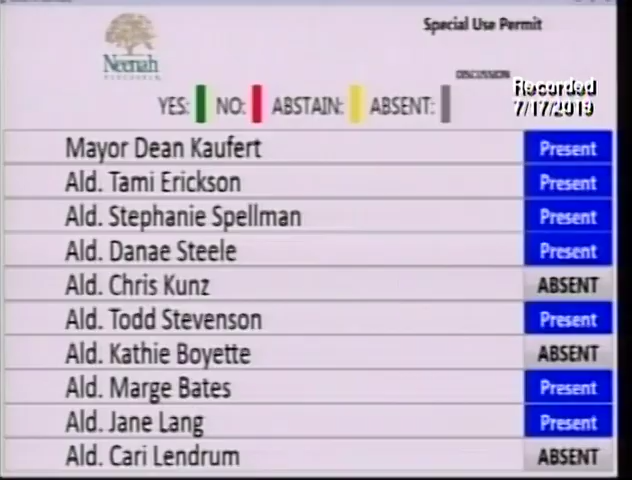 Special Use Permit
Neenah
WISCONSIN
DISCUSSION
Recorded
7/17/2019
YES: NO: ABSTAIN: ABSENT:
Mayor Dean Kaufert Present
Ald. Tami Erickson Present
Ald. Stephanie Spellman Present
Ald. Danae Steele Present
Ald. Chris Kunz ABSENT
Ald. Todd Stevenson Present
Ald. Kathie Boyette ABSENT
Ald. Marge Bates Present
Ald. Jane Lang Present
Ald. Cari Lendrum ABSENT